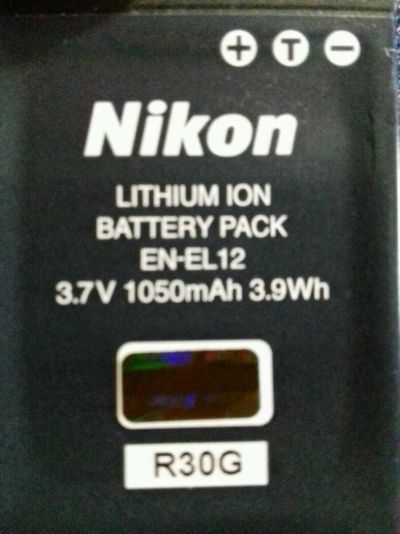 + T −
Nikon
LITHIUM ION
BATTERY PACK
EN-EL12
3.7V 1050mAh 3.9Wh
R30G